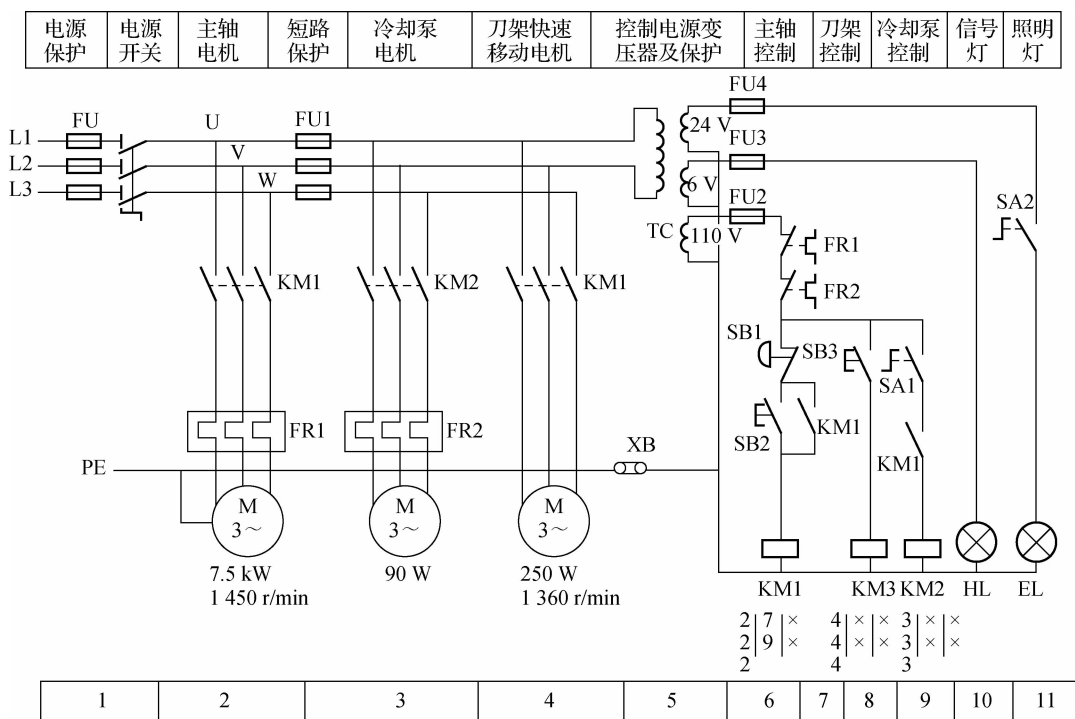 电源保护
电源开关
主轴电机
短路保护
冷却泵电机
刀架快速移动电机
控制电源变压器及保护
主轴控制
刀架控制
冷却泵控制
信号灯
照明灯
FU4
FU
U
FU1
24 V
L1
V
FU3
L2
W
6 V
L3
FU2
SA2
TC
110 V
FR1
KM1
KM2
KM1
FR2
SB1
SB3
SA1
KM1
FR1
FR2
SB2
XB
KM1
PE
M
3~
M
3~
M
3~
7.5 kW
1 450 r/min
90 W
250 W
1 360 r/min
KM1
KM3
KM2
HL
EL
2 7 ×
2 9 ×
2
4 × ×
4 × ×
4
3 × ×
3 × ×
3
1 2 3 4 5 6 7 8 9 10 11